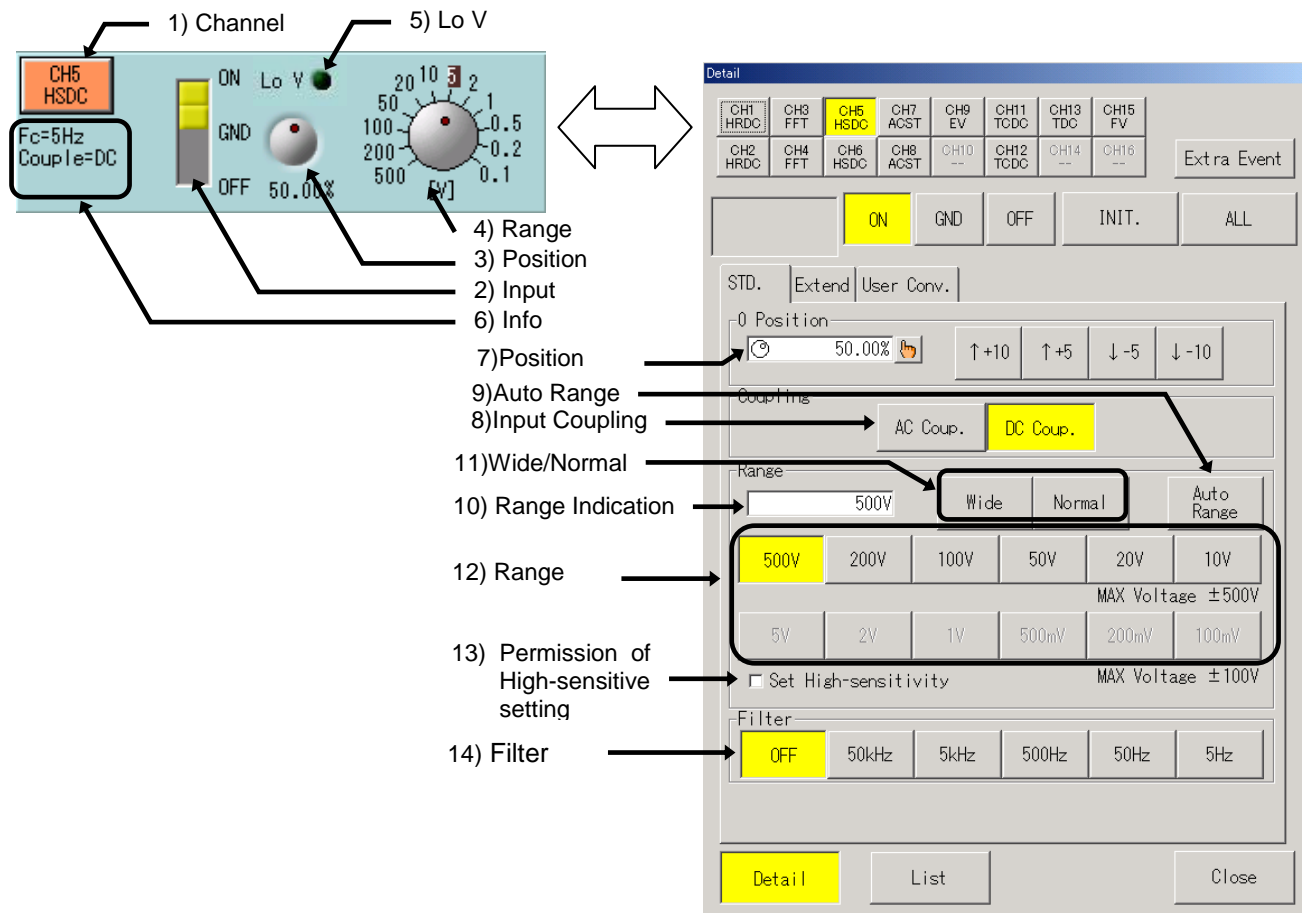 1) Channel
5) Lo V
CH5
HSDC
Fc=5Hz
Couple=DC
ON
GND
OFF
Lo V
50.00%
500
200
100
50
20
10
5
2
1
0.5
0.2
0.1
[V]
4) Range
3) Position
2) Input
6) Info
7)Position
9)Auto Range
8)Input Coupling
11)Wide/Normal
10) Range Indication
12) Range
13) Permission of
High-sensitive
setting
14) Filter
Detail
CH1 HRDC
CH3 FFT
CH5 HSDC
CH7 ACST
CH9 EV
CH11 TCDC
CH13 TDC
CH15 FV
CH2 HRDC
CH4 FFT
CH6 HSDC
CH8 ACST
CH10 --
CH12 TCDC
CH14 --
CH16 --
Extra Event
ON GND OFF INIT. ALL
STD. Extend User Conv.
0 Position
50.00% ↑+10 ↑+5 ↓-5 ↓-10
Coupling
AC Coup. DC Coup.
Range
500V Wide Normal Auto Range
500V 200V 100V 50V 20V 10V
MAX Voltage ±500V
5V 2V 1V 500mV 200mV 100mV
Set High-sensitivity MAX Voltage ±100V
Filter
OFF 50kHz 5kHz 500Hz 50Hz 5Hz
Detail List Close